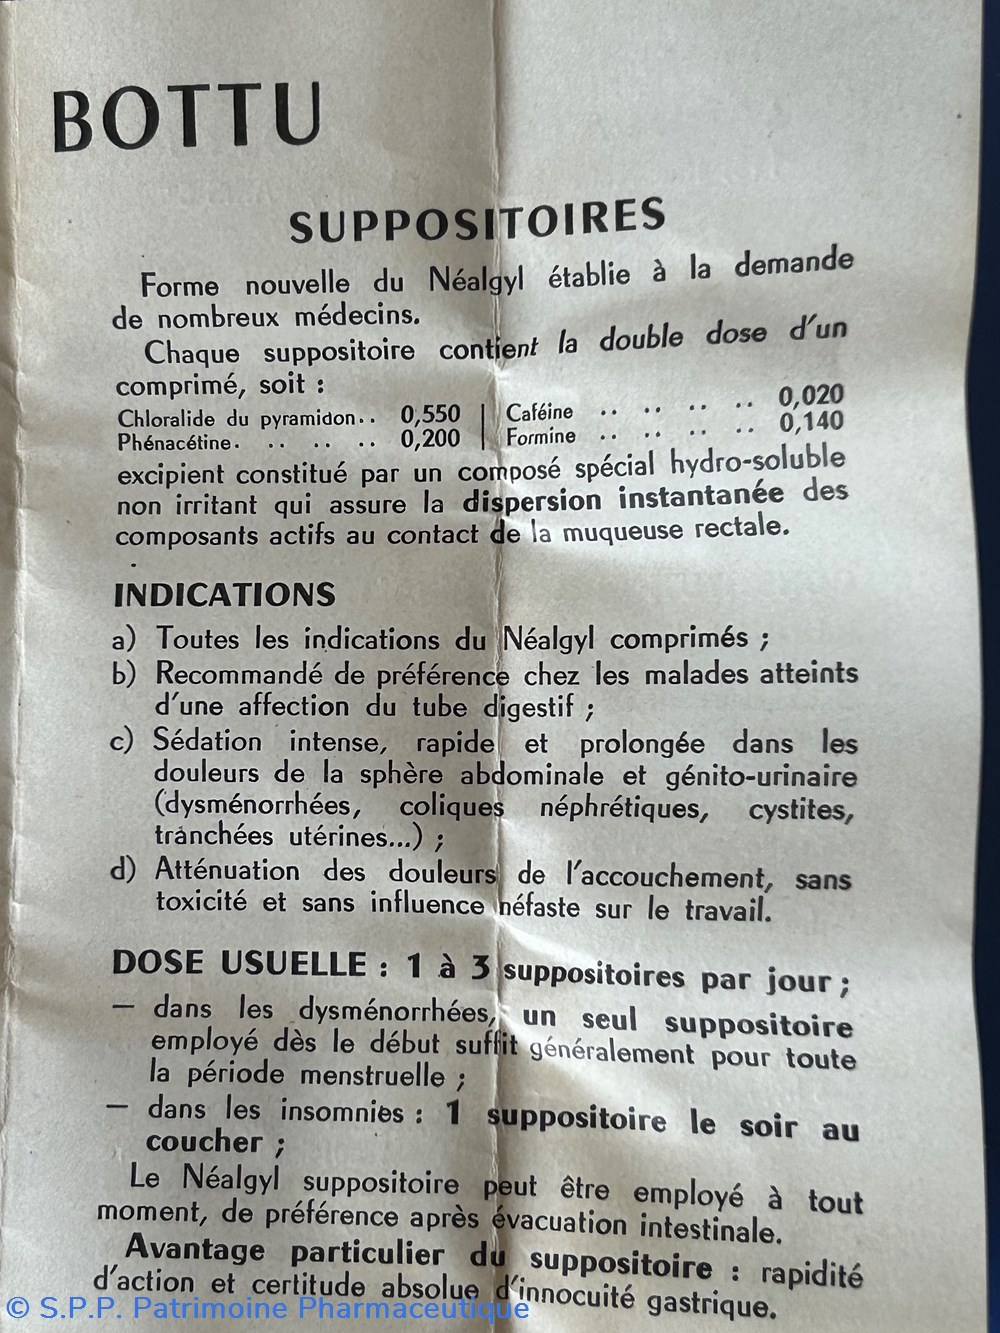 BOTTU
SUPPOSITOIRES
Forme nouvelle du Néalgyl établie à la demande
de nombreux médecins.
Chaque suppositoire contient la double dose d'un
comprimé, soit :
Chloralide du pyramidon.. 0,550 | Caféine .. .. .. .. 0,020
Phénacétine. .. .. .. 0,200 | Formine .. .. .. .. 0,140
excipient constitué par un composé spécial hydro-soluble
non irritant qui assure la dispersion instantanée des
composants actifs au contact de la muqueuse rectale.
INDICATIONS
a) Toutes les indications du Néalgyl comprimés ;
b) Recommandé de préférence chez les malades atteints
d'une affection du tube digestif ;
c) Sédation intense, rapide et prolongée dans les
douleurs de la sphère abdominale et génito-urinaire
(dysménorrhées, coliques néphrétiques, cystites,
tranchées utérines...) ;
d) Atténuation des douleurs de l'accouchement, sans
toxicité et sans influence néfaste sur le travail.
DOSE USUELLE : 1 à 3 suppositoires par jour ;
— dans les dysménorrhées, un seul suppositoire
employé dès le début suffit généralement pour toute
la période menstruelle ;
— dans les insomnies : 1 suppositoire le soir au
coucher ;
Le Néalgyl suppositoire peut être employé à tout
moment, de préférence après évacuation intestinale.
Avantage particulier du suppositoire : rapidité
d'action et certitude absolue d'innocuité gastrique.
© S.P.P. Patrimoine Pharmaceutique